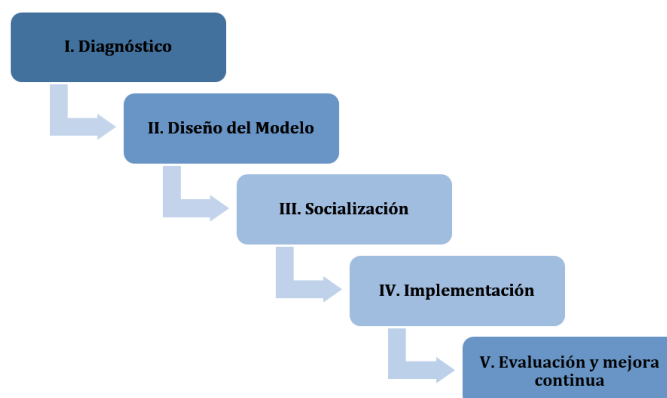 I. Diagnóstico
II. Diseño del Modelo
III. Socialización
IV. Implementación
V. Evaluación y mejora
continua